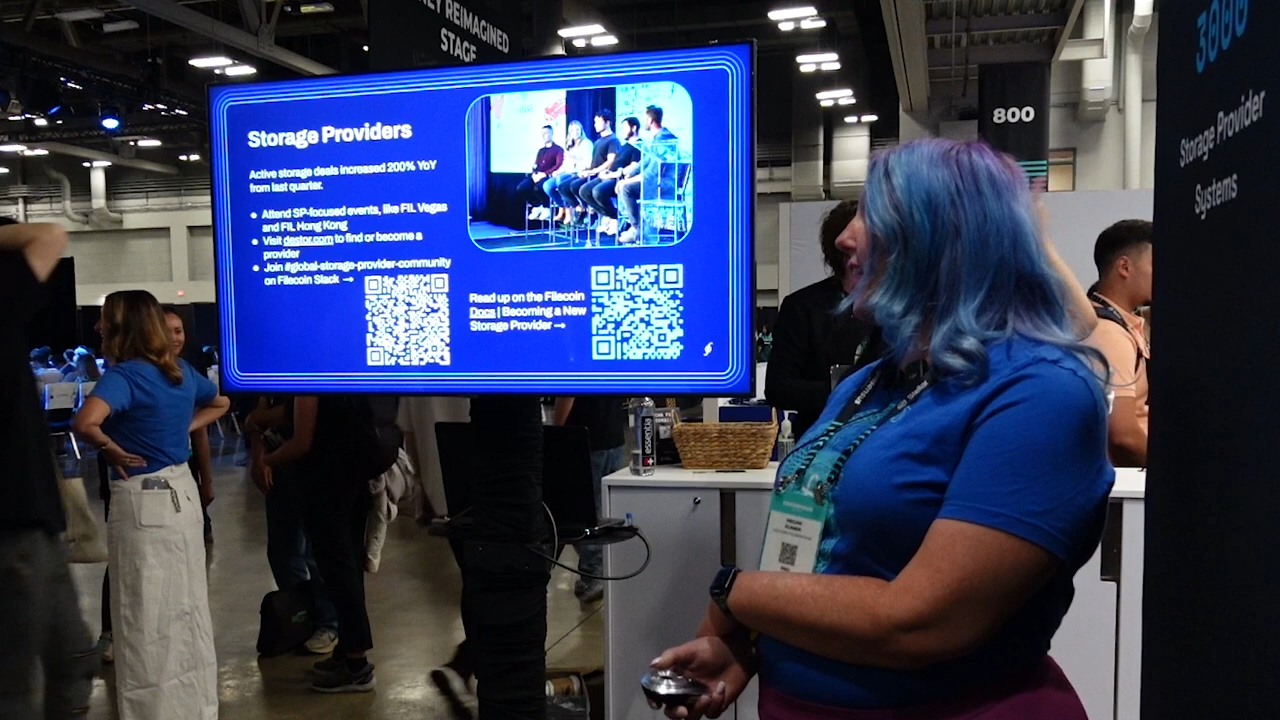 REIMAGINED
STAGE
800
3000
Storage Provider
Systems
Storage Providers
Active storage deals increased 200% YoY
from last quarter.
Attend SP-focused events, like FIL Vegas
and FIL Hong Kong
Visit destor.com to find or become a
provider
Join #global-storage-provider-community
on Filecoin Slack →
Read up on the Filecoin
Docs | Becoming a New
Storage Provider →
essentia